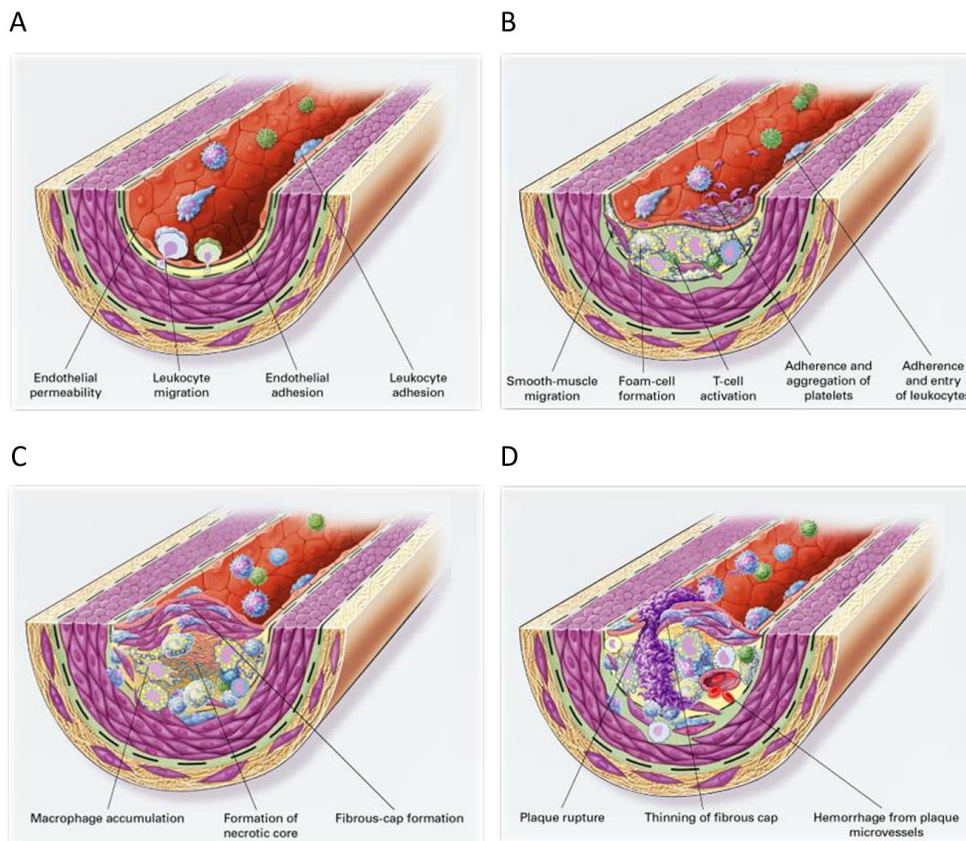 A
B
Endothelial
permeability
Leukocyte
migration
Endothelial
adhesion
Leukocyte
adhesion
Smooth-muscle
migration
Foam-cell
formation
T-cell
activation
Adherence and
aggregation of
platelets
Adherence
and entry
of leukocytes
C
D
Macrophage accumulation
Formation of
necrotic core
Fibrous-cap formation
Plaque rupture
Thinning of fibrous cap
Hemorrhage from plaque
microvessels